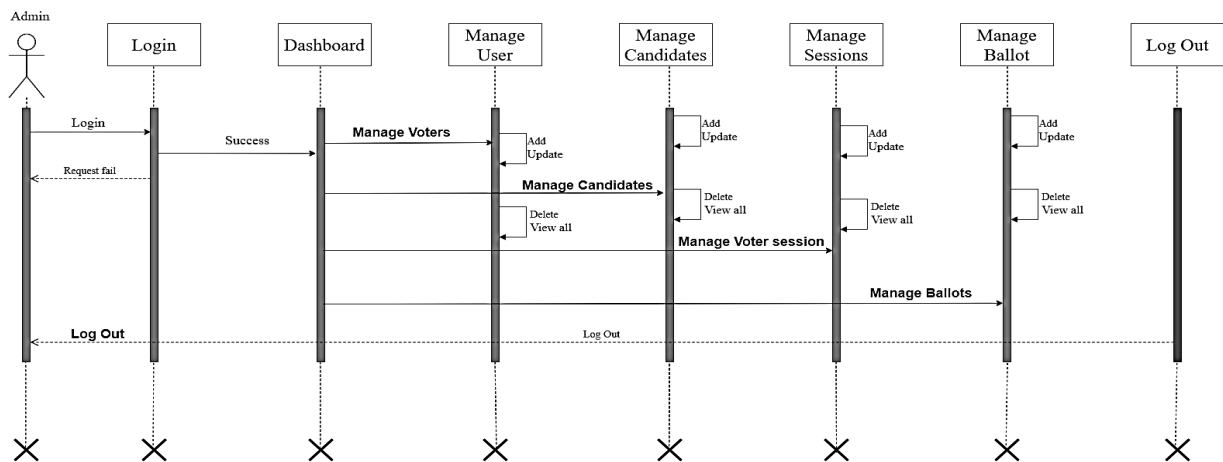 Admin
Login
Dashboard
Manage
User
Manage
Candidates
Manage
Sessions
Manage
Ballot
Log Out
Login
Success
Request fail
Manage Voters
Add
Update
Add
Update
Add
Update
Add
Update
Manage Candidates
Delete
View all
Delete
View all
Delete
View all
Delete
View all
Manage Voter session
Manage Ballots
Log Out
Log Out